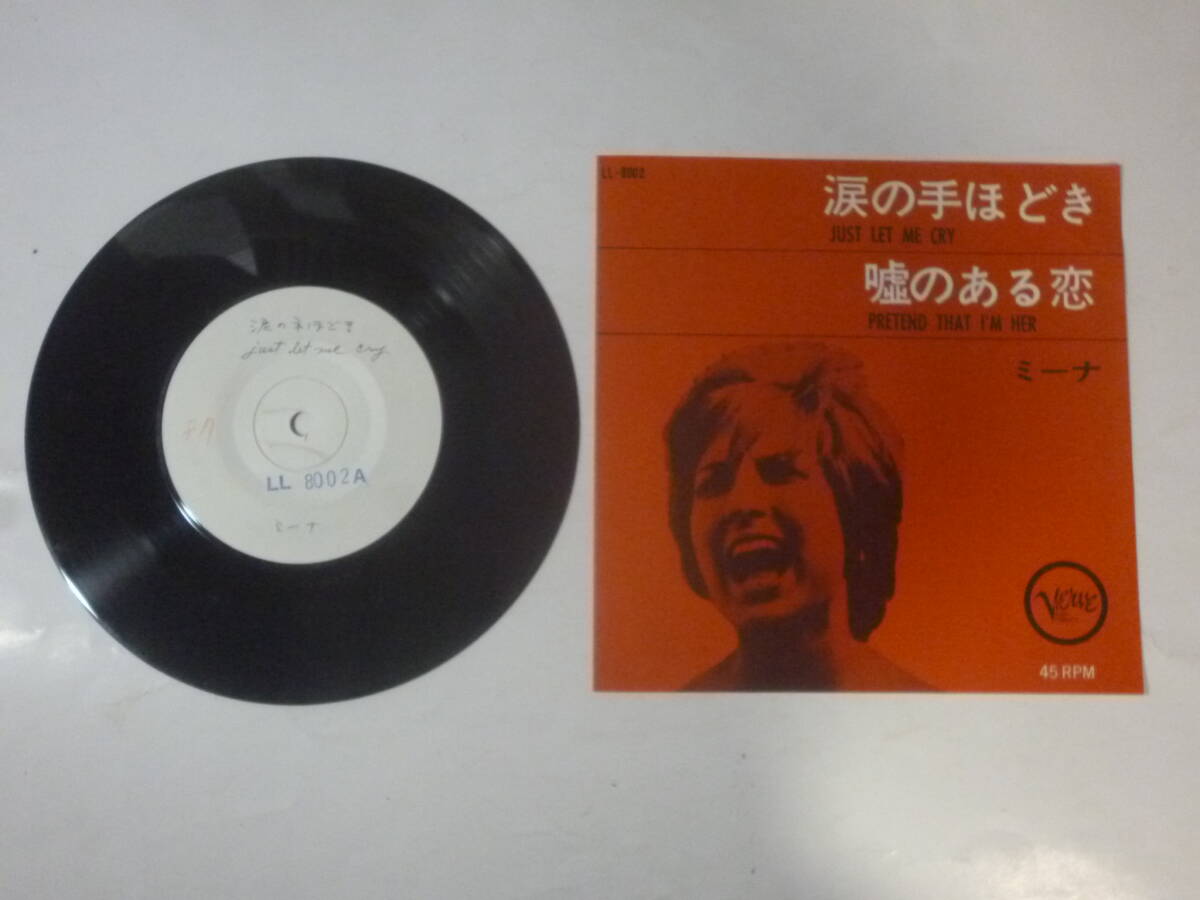 涙の手ほどき
just let me cry
LL 8002A
ミーナ
LL-8002
涙の手ほどき
JUST LET ME CRY
嘘のある恋
PRETEND THAT I'M HER
ミーナ
Verve
45 RPM